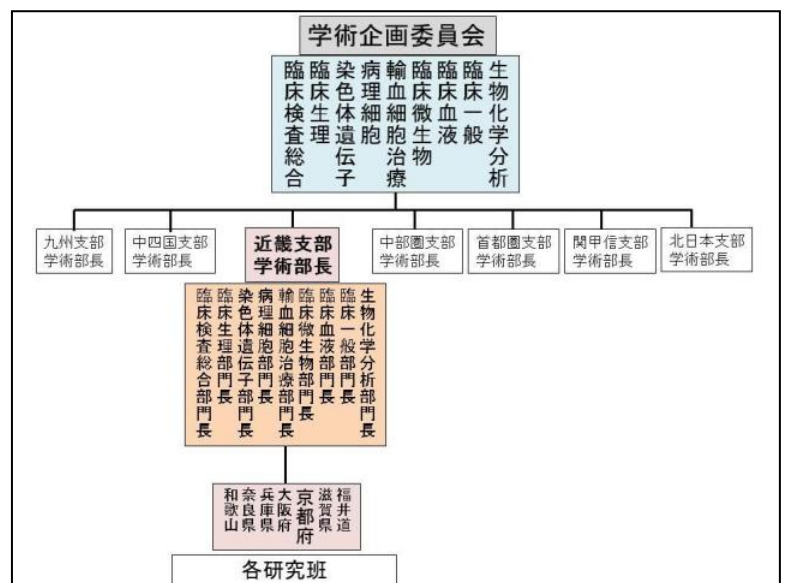 学術企画委員会
生物化学分析
臨床一般
臨床血液
臨床微生物
輸血細胞治療
病理細胞
染色体遺伝子
臨床生理
臨床検査総合
九州支部
学術部長
中四国支部
学術部長
近畿支部
学術部長
中部圏支部
学術部長
首都圏支部
学術部長
関甲信支部
学術部長
北日本支部
学術部長
生物化学分析部門長
臨床一般部門長
臨床血液部門長
臨床微生物部門長
輸血細胞治療部門長
病理細胞部門長
染色体遺伝子部門長
臨床生理部門長
臨床検査総合部門長
福井道
滋賀県
京都府
大阪府
兵庫県
奈良県
和歌山
各研究班